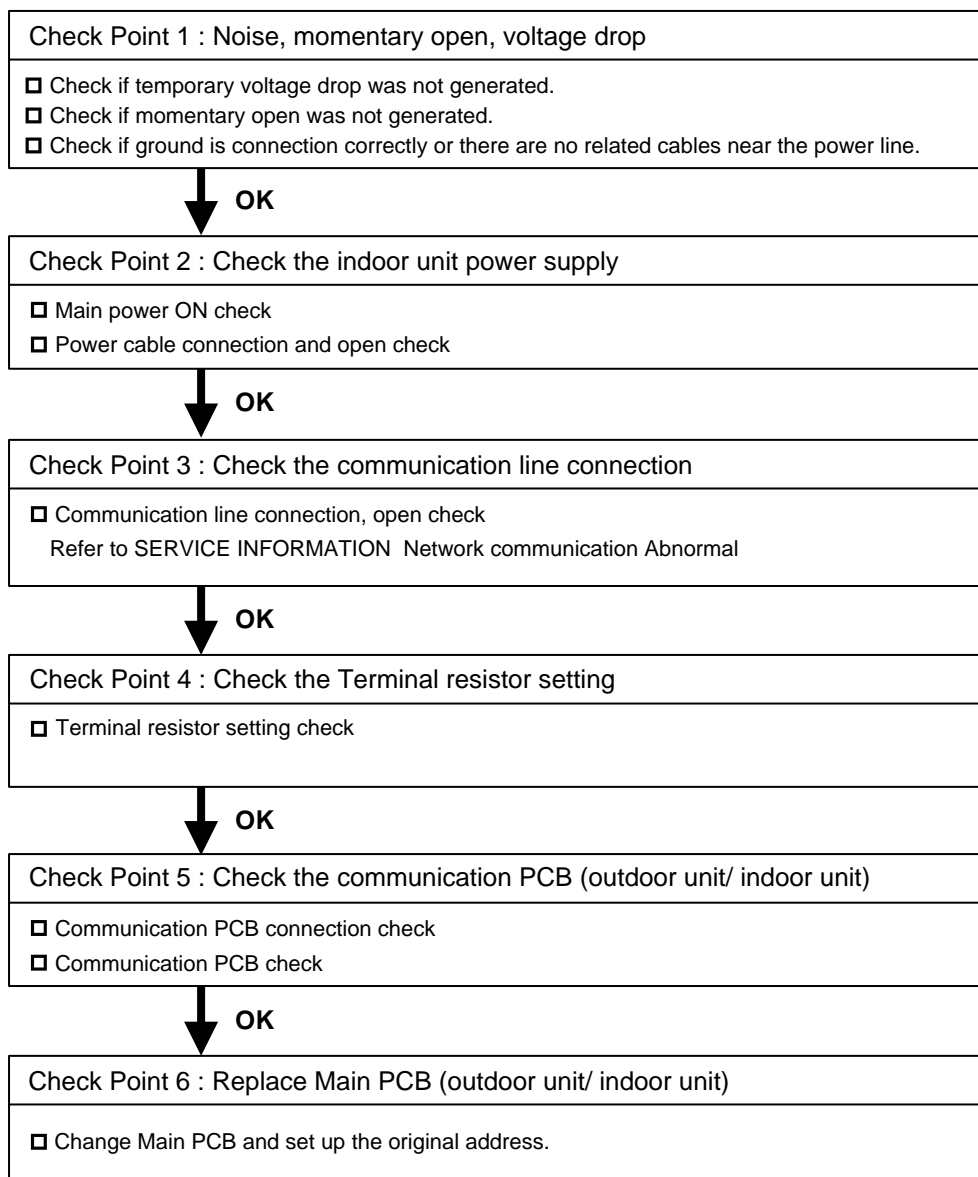 Check Point 1 : Noise, momentary open, voltage drop
Check if temporary voltage drop was not generated.
Check if momentary open was not generated.
Check if ground is connection correctly or there are no related cables near the power line.
OK
Check Point 2 : Check the indoor unit power supply
Main power ON check
Power cable connection and open check
OK
Check Point 3 : Check the communication line connection
Communication line connection, open check
Refer to SERVICE INFORMATION  Network communication Abnormal
OK
Check Point 4 : Check the Terminal resistor setting
Terminal resistor setting check
OK
Check Point 5 : Check the communication PCB (outdoor unit/ indoor unit)
Communication PCB connection check
Communication PCB check
OK
Check Point 6 : Replace Main PCB (outdoor unit/ indoor unit)
Change Main PCB and set up the original address.